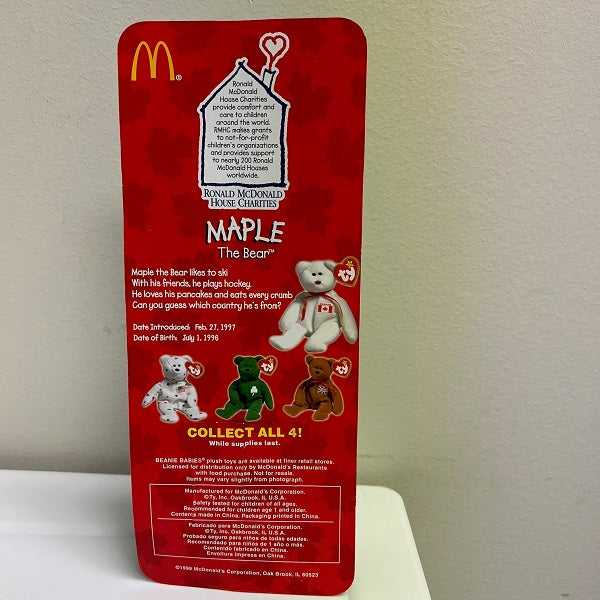 M®
Ronald
McDonald
House Charities
provide comfort and
care to children
around the world.
RMHC makes grants
to not-for-profit
children's organizations
and provides support
to nearly 200 Ronald
McDonald Houses
worldwide.
RONALD MCDONALD
HOUSE CHARITIES
MAPLE
The Bear™
Maple the Bear likes to ski
With his friends, he plays hockey.
He loves his pancakes and eats every crumb
Can you guess which country he's from?
Date Introduced: Feb. 27, 1997
Date of Birth: July 1, 1996
ty
ty
ty
ty
COLLECT ALL 4!
While supplies last.
BEANIE BABIES® plush toys are available at finer retail stores.
Licensed for distribution only by McDonald's Restaurants
with food purchase. Not for resale.
Items may vary slightly from photograph.
Manufactured for McDonald's Corporation.
©Ty, Inc. Oakbrook, IL U.S.A.
Safety tested for children of all ages.
Recommended for children age 1 and older.
Contents made in China. Packaging printed in China.
Fabricado para McDonald's Corporation.
©Ty, Inc. Oakbrook, IL U.S.A.
Probado seguro para niños de todas edades.
Recomendado para niños de 1 año o más.
Contenido fabricado en China.
Envoltura impresa en China.
©1999 McDonald's Corporation, Oak Brook, IL 60523